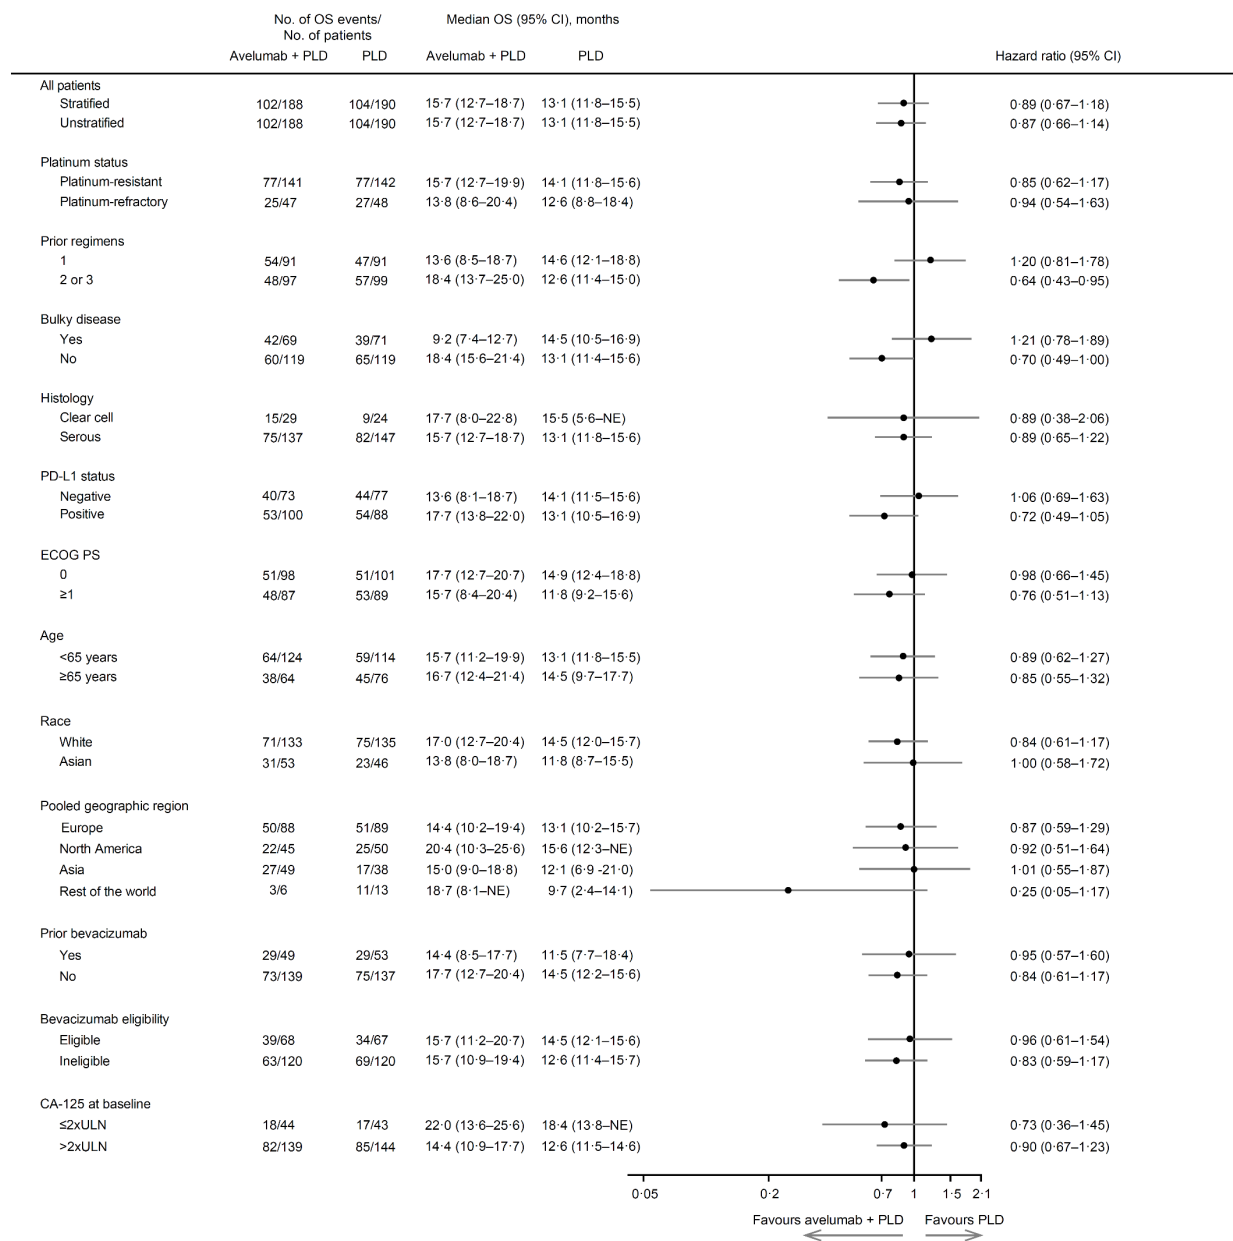 No. of OS events/ Median OS (95% CI), months
No. of patients
Avelumab + PLD PLD Avelumab + PLD PLD Hazard ratio (95% CI)
All patients
Stratified 102/188 104/190 15·7 (12·7–18·7) 13·1 (11·8–15·5) 0·89 (0·67–1·18)
Unstratified 102/188 104/190 15·7 (12·7–18·7) 13·1 (11·8–15·5) 0·87 (0·66–1·14)
Platinum status
Platinum-resistant 77/141 77/142 15·7 (12·7–19·9) 14·1 (11·8–15·6) 0·85 (0·62–1·17)
Platinum-refractory 25/47 27/48 13·8 (8·6–20·4) 12·6 (8·8–18·4) 0·94 (0·54–1·63)
Prior regimens
1 54/91 47/91 13·6 (8·5–18·7) 14·6 (12·1–18·8) 1·20 (0·81–1·78)
2 or 3 48/97 57/99 18·4 (13·7–25·0) 12·6 (11·4–15·0) 0·64 (0·43–0·95)
Bulky disease
Yes 42/69 39/71 9·2 (7·4–12·7) 14·5 (10·5–16·9) 1·21 (0·78–1·89)
No 60/119 65/119 18·4 (15·6–21·4) 13·1 (11·4–15·6) 0·70 (0·49–1·00)
Histology
Clear cell 15/29 9/24 17·7 (8·0–22·8) 15·5 (5·6–NE) 0·89 (0·38–2·06)
Serous 75/137 82/147 15·7 (12·7–18·7) 13·1 (11·8–15·6) 0·89 (0·65–1·22)
PD-L1 status
Negative 40/73 44/77 13·6 (8·1–18·7) 14·1 (11·5–15·6) 1·06 (0·69–1·63)
Positive 53/100 54/88 17·7 (13·8–22·0) 13·1 (10·5–16·9) 0·72 (0·49–1·05)
ECOG PS
0 51/98 51/101 17·7 (12·7–20·7) 14·9 (12·4–18·8) 0·98 (0·66–1·45)
≥1 48/87 53/89 15·7 (8·4–20·4) 11·8 (9·2–15·6) 0·76 (0·51–1·13)
Age
<65 years 64/124 59/114 15·7 (11·2–19·9) 13·1 (11·8–15·5) 0·89 (0·62–1·27)
≥65 years 38/64 45/76 16·7 (12·4–21·4) 14·5 (9·7–17·7) 0·85 (0·55–1·32)
Race
White 71/133 75/135 17·0 (12·7–20·4) 14·5 (12·0–15·7) 0·84 (0·61–1·17)
Asian 31/53 23/46 13·8 (8·0–18·7) 11·8 (8·7–15·5) 1·00 (0·58–1·72)
Pooled geographic region
Europe 50/88 51/89 14·4 (10·2–19·4) 13·1 (10·2–15·7) 0·87 (0·59–1·29)
North America 22/45 25/50 20·4 (10·3–25·6) 15·6 (12·3–NE) 0·92 (0·51–1·64)
Asia 27/49 17/38 15·0 (9·0–18·8) 12·1 (6·9 -21·0) 1·01 (0·55–1·87)
Rest of the world 3/6 11/13 18·7 (8·1–NE) 9·7 (2·4–14·1) 0·25 (0·05–1·17)
Prior bevacizumab
Yes 29/49 29/53 14·4 (8·5–17·7) 11·5 (7·7–18·4) 0·95 (0·57–1·60)
No 73/139 75/137 17·7 (12·7–20·4) 14·5 (12·2–15·6) 0·84 (0·61–1·17)
Bevacizumab eligibility
Eligible 39/68 34/67 15·7 (11·2–20·7) 14·5 (12·1–15·6) 0·96 (0·61–1·54)
Ineligible 63/120 69/120 15·7 (10·9–19·4) 12·6 (11·4–15·7) 0·83 (0·59–1·17)
CA-125 at baseline
≤2xULN 18/44 17/43 22·0 (13·6–25·6) 18·4 (13·8–NE) 0·73 (0·36–1·45)
>2xULN 82/139 85/144 14·4 (10·9–17·7) 12·6 (11·5–14·6) 0·90 (0·67–1·23)
0·05 0·2 0·7 1 1·5 2·1
Favours avelumab + PLD Favours PLD